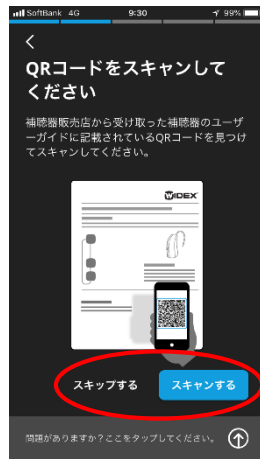 SoftBank 4G 9:30 99%
QRコードをスキャンして
ください
補聴器販売店から受け取った補聴器のユーザ
ーガイドに記載されているQRコードを見つけ
てスキャンしてください。
WIDEX
スキップする スキャンする
問題がありますか？ここをタップしてください。